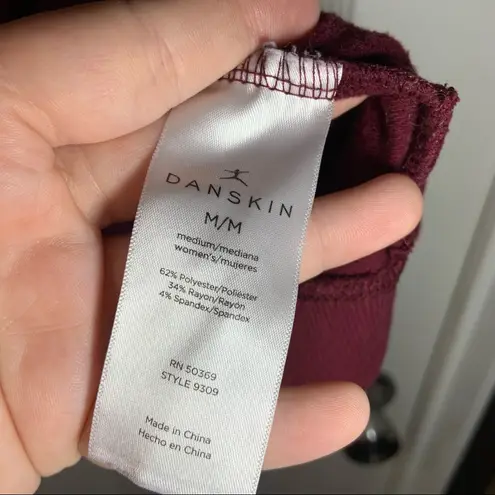 DANSKIN
M/M
medium/mediana
women's/mujeres
62% Polyester/Poliester
34% Rayon/Rayón
4% Spandex/Spandex
RN 50369
STYLE 9309
Made in China
Hecho en China